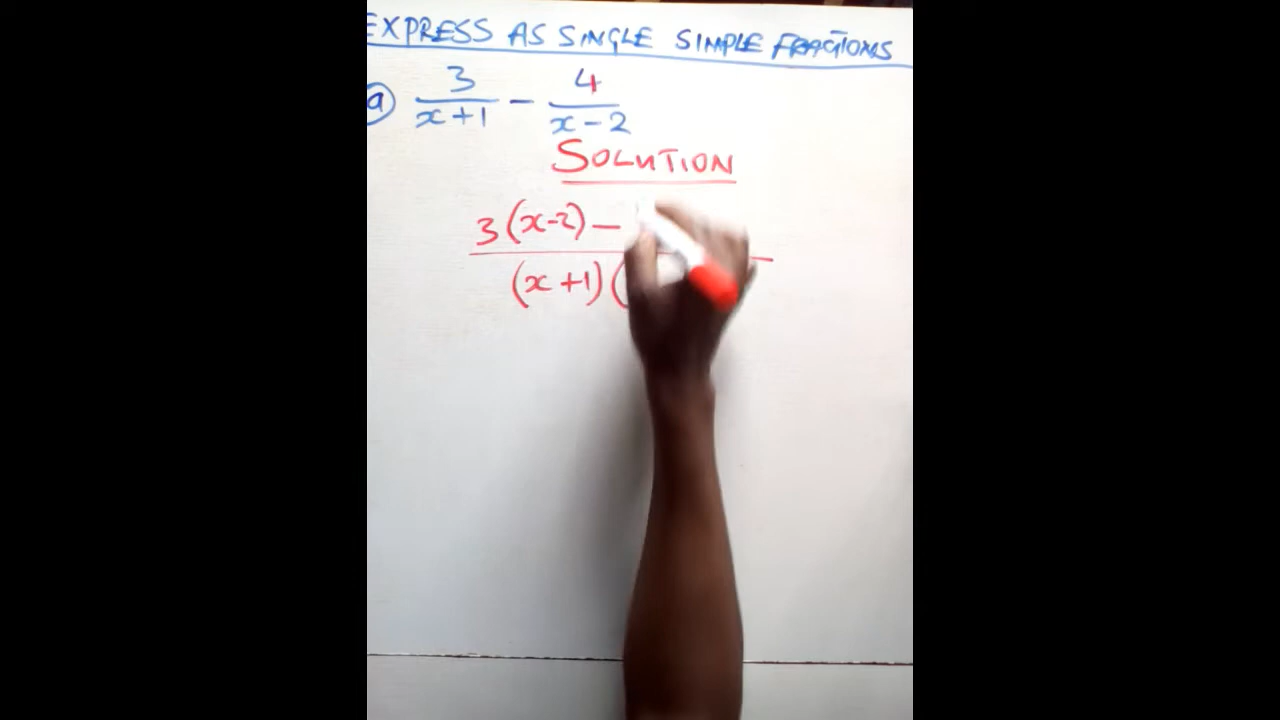 EXPRESS AS SINGLE SIMPLE FRACTIONS
a) 3/(x+1) - 4/(x-2)
SOLUTION
3(x-2) -
(x+1)(